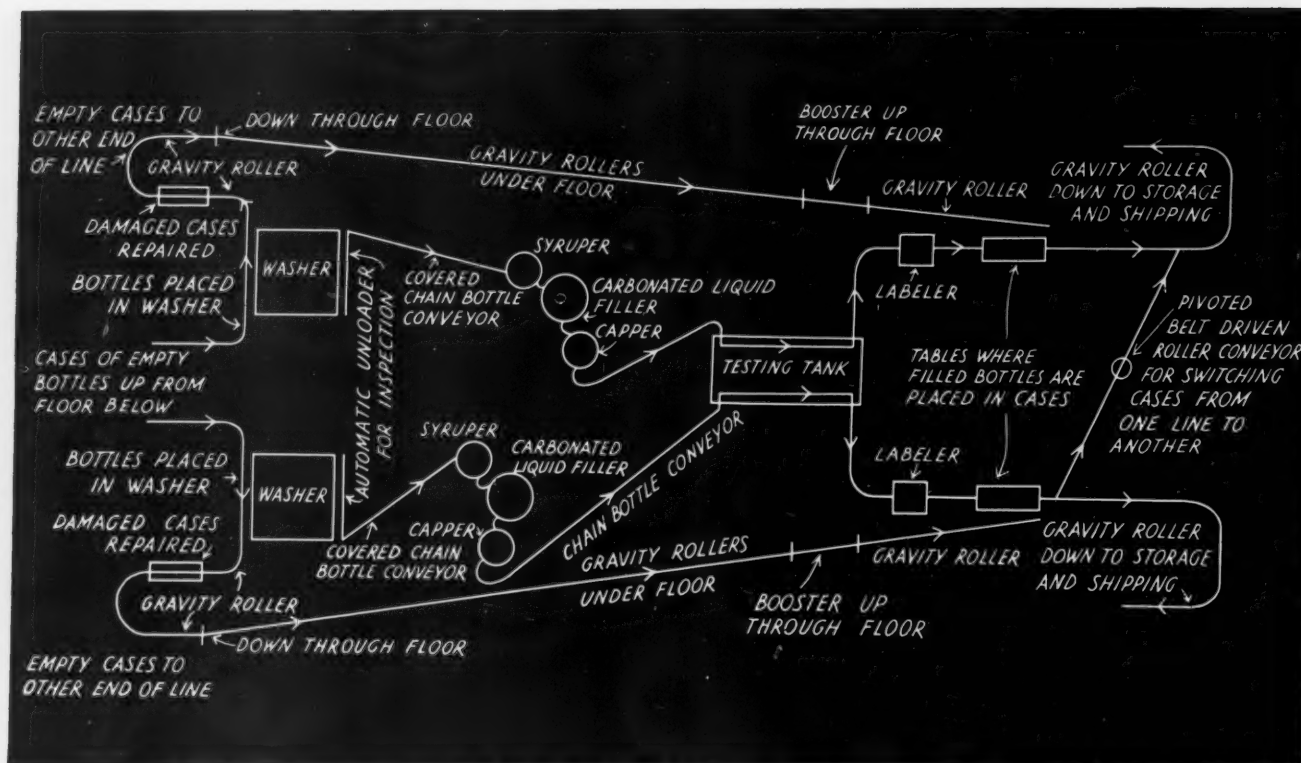 EMPTY CASES TO
OTHER END
OF LINE
DOWN THROUGH FLOOR
GRAVITY ROLLER
GRAVITY ROLLERS
UNDER FLOOR
BOOSTER UP
THROUGH FLOOR
GRAVITY ROLLER
GRAVITY ROLLER
DOWN TO STORAGE
AND SHIPPING
DAMAGED CASES
REPAIRED
BOTTLES PLACED
IN WASHER
WASHER
AUTOMATIC UNLOADER
FOR INSPECTION
COVERED
CHAIN BOTTLE
CONVEYOR
SYRUPER
CARBONATED LIQUID
FILLER
CAPPER
TESTING TANK
LABELER
TABLES WHERE
FILLED BOTTLES ARE
PLACED IN CASES
PIVOTED
BELT DRIVEN
ROLLER CONVEYOR
FOR SWITCHING
CASES FROM
ONE LINE TO
ANOTHER
CASES OF EMPTY
BOTTLES UP FROM
FLOOR BELOW
BOTTLES PLACED
IN WASHER
WASHER
DAMAGED CASES
REPAIRED
GRAVITY ROLLER
DOWN THROUGH FLOOR
EMPTY CASES TO
OTHER END OF LINE
SYRUPER
CARBONATED
LIQUID FILLER
CAPPER
COVERED CHAIN
BOTTLE CONVEYOR
CHAIN BOTTLE CONVEYOR
GRAVITY ROLLERS
UNDER FLOOR
BOOSTER UP
THROUGH FLOOR
LABELER
GRAVITY ROLLER
GRAVITY ROLLER
DOWN TO STORAGE
AND SHIPPING